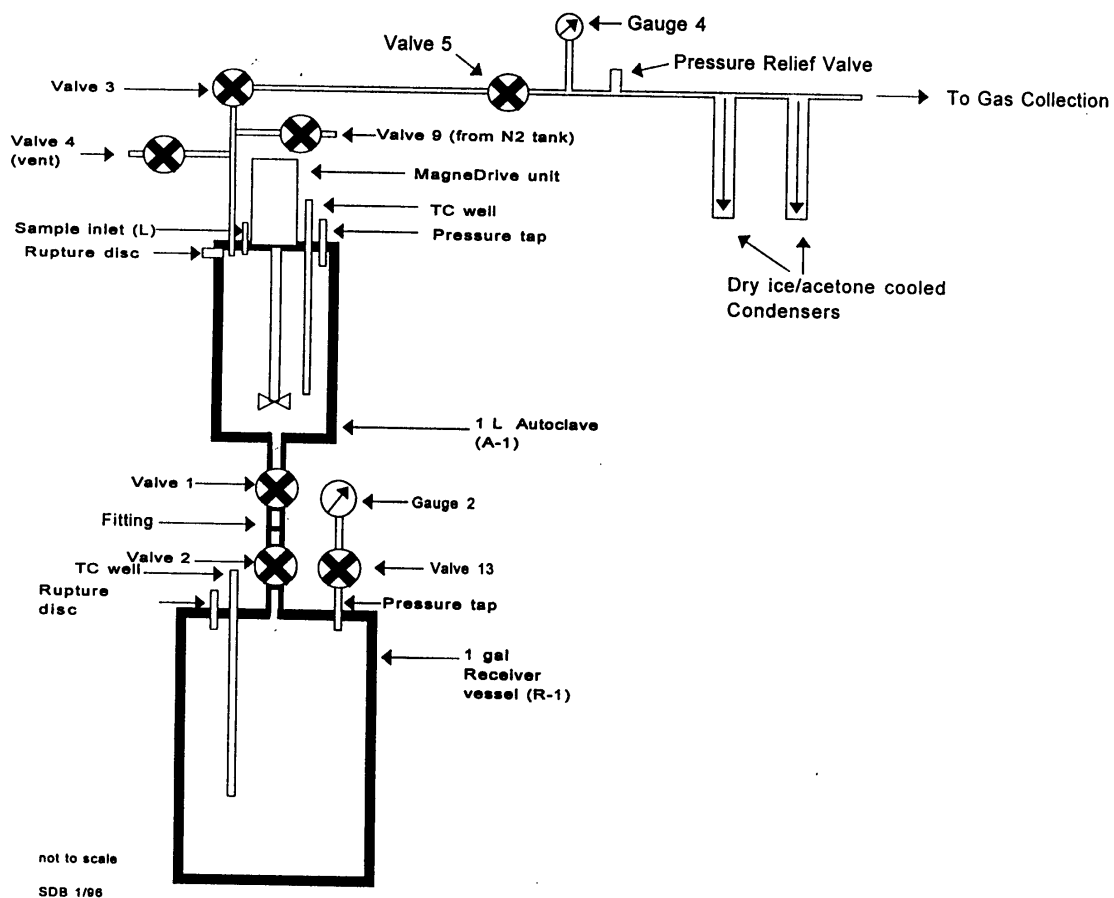 Gauge 4
Valve 5
Pressure Relief Valve
Valve 3
To Gas Collection
Valve 9 (from N2 tank)
Valve 4
(vent)
MagneDrive unit
TC well
Sample inlet (L)
Pressure tap
Rupture disc
Dry ice/acetone cooled
Condensers
1 L Autoclave
(A-1)
Valve 1
Gauge 2
Fitting
Valve 2
Valve 13
TC well
Rupture
disc
Pressure tap
1 gal
Receiver
vessel (R-1)
not to scale
SDB 1/96